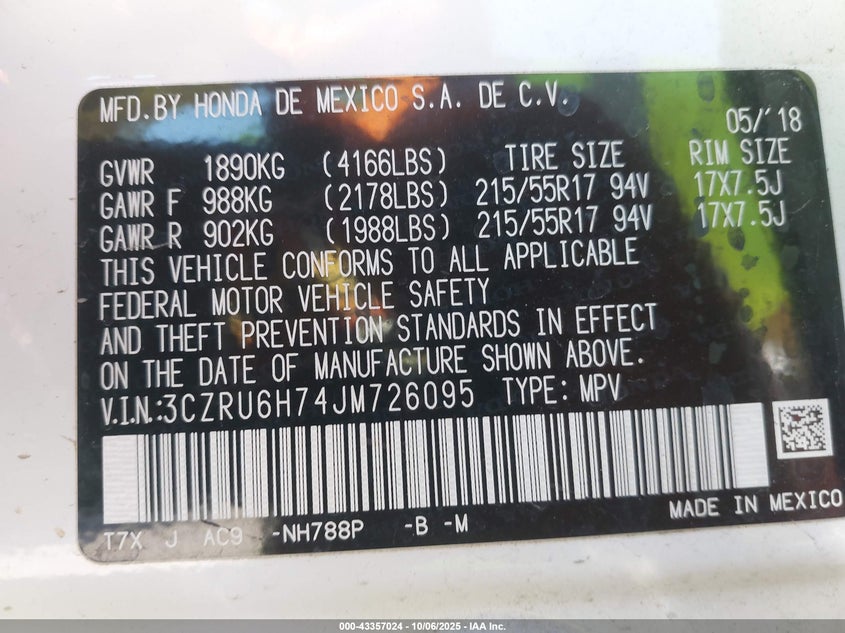 MFD.BY HONDA DE MEXICO S.A. DE C.V.
05/'18
GVWR 1890KG (4166LBS) TIRE SIZE RIM SIZE
GAWR F 988KG (2178LBS) 215/55R17 94V 17X7.5J
GAWR R 902KG (1988LBS) 215/55R17 94V 17X7.5J
THIS VEHICLE CONFORMS TO ALL APPLICABLE
FEDERAL MOTOR VEHICLE SAFETY
AND THEFT PREVENTION STANDARDS IN EFFECT
ON THE DATE OF MANUFACTURE SHOWN ABOVE.
V.I.N.:3CZRU6H74JM726095 TYPE: MPV
T7X J AC9 -NH788P -B -M
MADE IN MEXICO
000-43357024 - 10/06/2025 - IAA Inc.